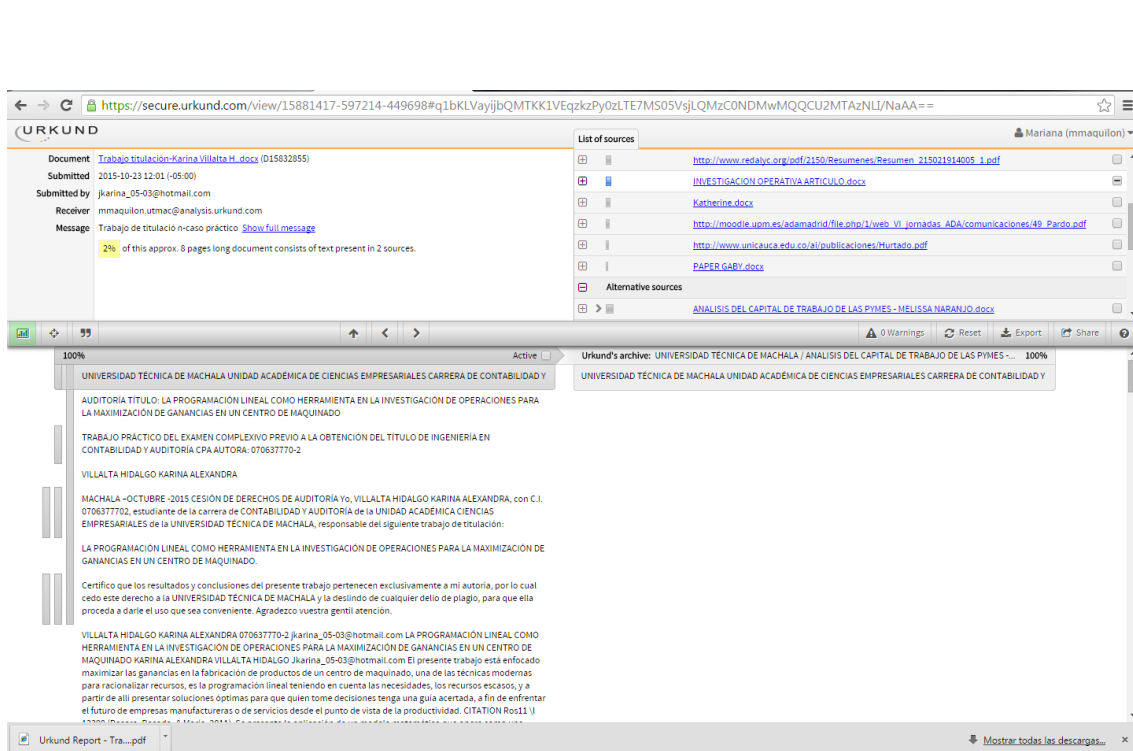 https://secure.urkund.com/view/15881417-597214-449698#q1bKLVayijbQMTKK1VEqzkzPy0zLTE7MS05VsjLQMzC0NDMwMQQCU2MTAzNLI/NaAA==
URKUND
Document Trabajo titulación-Karina Villalta H..docx (D15832855)
Submitted 2015-10-23 12:01 (-05:00)
Submitted by jkarina_05-03@hotmail.com
Receiver mmaquilon.utmac@analysis.urkund.com
Message Trabajo de titulación n-caso práctico Show full message
2% of this approx. 8 pages long document consists of text present in 2 sources.
List of sources
Mariana (mmaquilon)
http://www.redalyc.org/pdf/2150/Resumenes/Resumen_215021914005_1.pdf
INVESTIGACION OPERATIVA ARTICULO.docx
Katherine.docx
http://moodle.upm.es/adamadrid/file.php/1/web_VI_jornadas_ADA/comunicaciones/49_Pardo.pdf
http://www.unicauca.edu.co/ai/publicaciones/Hurtado.pdf
PAPER GABY.docx
Alternative sources
ANALISIS DEL CAPITAL DE TRABAJO DE LAS PYMES - MELISSA NARANJO.docx
0 Warnings Reset Export Share
100% Active
UNIVERSIDAD TÉCNICA DE MACHALA UNIDAD ACADÉMICA DE CIENCIAS EMPRESARIALES CARRERA DE CONTABILIDAD Y
AUDITORÍA TÍTULO: LA PROGRAMACIÓN LINEAL COMO HERRAMIENTA EN LA INVESTIGACIÓN DE OPERACIONES PARA
LA MAXIMIZACIÓN DE GANANCIAS EN UN CENTRO DE MAQUINADO
TRABAJO PRÁCTICO DEL EXAMEN COMPLEXIVO PREVIO A LA OBTENCIÓN DEL TÍTULO DE INGENIERÍA EN
CONTABILIDAD Y AUDITORÍA CPA AUTORA: 070637770-2
VILLALTA HIDALGO KARINA ALEXANDRA
MACHALA –OCTUBRE -2015 CESIÓN DE DERECHOS DE AUDITORÍA Yo, VILLALTA HIDALGO KARINA ALEXANDRA, con C.I.
0706377702, estudiante de la carrera de CONTABILIDAD Y AUDITORÍA de la UNIDAD ACADÉMICA CIENCIAS
EMPRESARIALES de la UNIVERSIDAD TÉCNICA DE MACHALA, responsable del siguiente trabajo de titulación:
LA PROGRAMACIÓN LINEAL COMO HERRAMIENTA EN LA INVESTIGACIÓN DE OPERACIONES PARA LA MAXIMIZACIÓN DE
GANANCIAS EN UN CENTRO DE MAQUINADO.
Certifico que los resultados y conclusiones del presente trabajo pertenecen exclusivamente a mi autoría, por lo cual
cedo este derecho a la UNIVERSIDAD TÉCNICA DE MACHALA y la deslindo de cualquier delio de plagio, para que ella
proceda a darle el uso que sea conveniente. Agradezco vuestra gentil atención.
VILLALTA HIDALGO KARINA ALEXANDRA 070637770-2 jkarina_05-03@hotmail.com LA PROGRAMACIÓN LINEAL COMO
HERRAMIENTA EN LA INVESTIGACIÓN DE OPERACIONES PARA LA MAXIMIZACIÓN DE GANANCIAS EN UN CENTRO DE
MAQUINADO KARINA ALEXANDRA VILLALTA HIDALGO Jkarina_05-03@hotmail.com El presente trabajo está enfocado
maximizar las ganancias en la fabricación de productos de un centro de maquinado, una de las técnicas modernas
para racionalizar recursos, es la programación lineal teniendo en cuenta las necesidades, los recursos escasos, y a
partir de allí presentar soluciones óptimas para que quien tome decisiones tenga una guía acertada, a fin de enfrentar
el futuro de empresas manufactureras o de servicios desde el punto de vista de la productividad. CITATION Ros11 \l
Urkund's archive: UNIVERSIDAD TÉCNICA DE MACHALA / ANALISIS DEL CAPITAL DE TRABAJO DE LAS PYMES -... 100%
UNIVERSIDAD TÉCNICA DE MACHALA UNIDAD ACADÉMICA DE CIENCIAS EMPRESARIALES CARRERA DE CONTABILIDAD Y
Urkund Report - Tra....pdf
Mostrar todas las descargas...